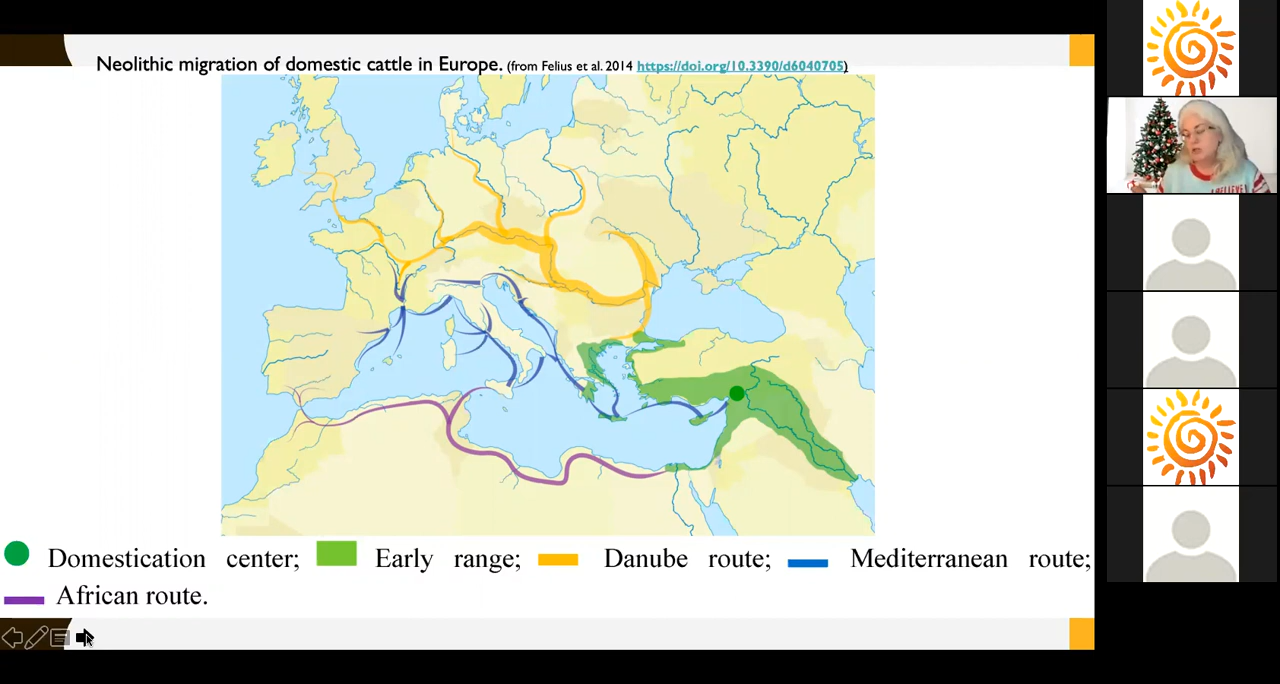 Neolithic migration of domestic cattle in Europe. (from Felius et al. 2014 https://doi.org/10.3390/d6040705)
Domestication center; Early range; Danube route; Mediterranean route;
African route.